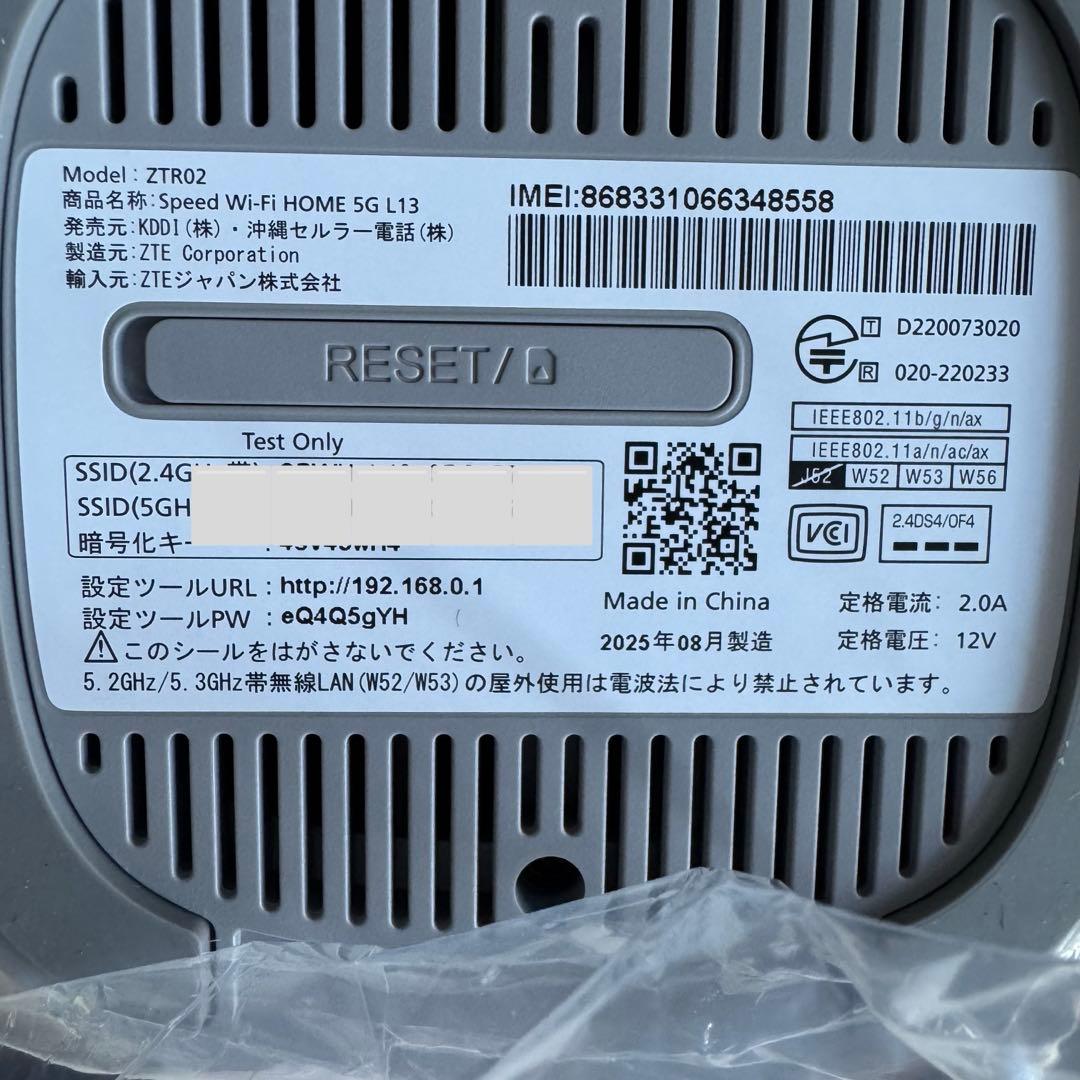 Model : ZTR02
商品名称:Speed Wi-Fi HOME 5G L13
発売元:KDDI(株)・沖縄セルラー電話(株)
製造元:ZTE Corporation
輸入元:ZTEジャパン株式会社
IMEI:868331066348558
RESET/
T D220073020
R 020-220233
IEEE802.11b/g/n/ax
IEEE802.11a/n/ac/ax
J52 W52 W53 W56
VCCI
2.4DS4/OF4
Test Only
SSID(2.4G
SSID(5GH
暗号化キー
設定ツールURL : http://192.168.0.1
設定ツールPW : eQ4Q5gYH
Made in China
2025年08月製造
定格電流: 2.0A
定格電圧: 12V
このシールをはがさないでください。
5.2GHz/5.3GHz帯無線LAN(W52/W53)の屋外使用は電波法により禁止されています。